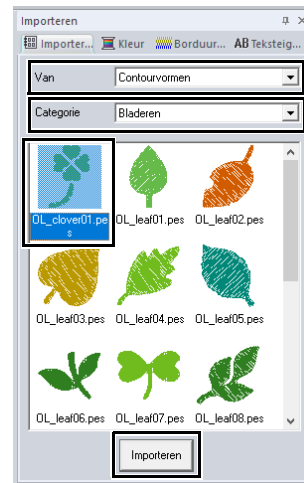 Importeren
Importer... Kleur Borduur... AB Teksteig...
Van Contourvormen
Categorie Bladeren
OL_clover01.pe
s
OL_leaf01.pes OL_leaf02.pes
OL_leaf03.pes OL_leaf04.pes OL_leaf05.pes
OL_leaf06.pes OL_leaf07.pes OL_leaf08.pes
Importeren